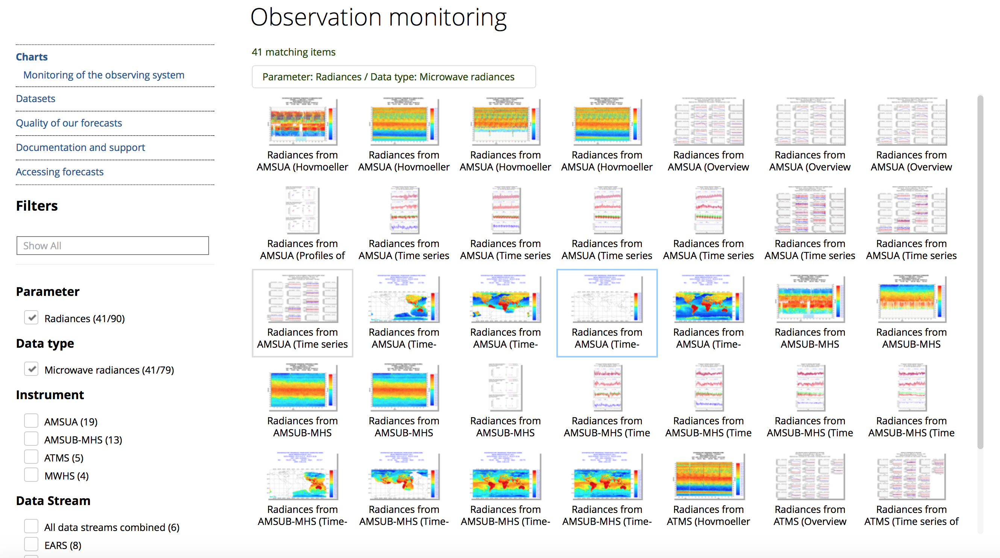 Observation monitoring
Charts
Monitoring of the observing system
Datasets
Quality of our forecasts
Documentation and support
Accessing forecasts
Filters
Show All
Parameter
Radiances (41/90)
Data type
Microwave radiances (41/79)
Instrument
AMSUA (19)
AMSUB-MHS (13)
ATMS (5)
MWHS (4)
Data Stream
All data streams combined (6)
EARS (8)
41 matching items
Parameter: Radiances / Data type: Microwave radiances
Radiances from
AMSUA (Hovmoeller
Radiances from
AMSUA (Hovmoeller
Radiances from
AMSUA (Hovmoeller
Radiances from
AMSUA (Hovmoeller
Radiances from
AMSUA (Overview
Radiances from
AMSUA (Overview
Radiances from
AMSUA (Overview
Radiances from
AMSUA (Profiles of
Radiances from
AMSUA (Time series
Radiances from
AMSUA (Time series
Radiances from
AMSUA (Time series
Radiances from
AMSUA (Time series
Radiances from
AMSUA (Time series
Radiances from
AMSUA (Time series
Radiances from
AMSUA (Time series
Radiances from
AMSUA (Time-
Radiances from
AMSUA (Time-
Radiances from
AMSUA (Time-
Radiances from
AMSUA (Time-
Radiances from
AMSUB-MHS
Radiances from
AMSUB-MHS
Radiances from
AMSUB-MHS
Radiances from
AMSUB-MHS
Radiances from
AMSUB-MHS
Radiances from
AMSUB-MHS (Time
Radiances from
AMSUB-MHS (Time
Radiances from
AMSUB-MHS (Time
Radiances from
AMSUB-MHS (Time
Radiances from
AMSUB-MHS (Time-
Radiances from
AMSUB-MHS (Time-
Radiances from
AMSUB-MHS (Time-
Radiances from
AMSUB-MHS (Time-
Radiances from
ATMS (Hovmoeller
Radiances from
ATMS (Overview
Radiances from
ATMS (Time series of